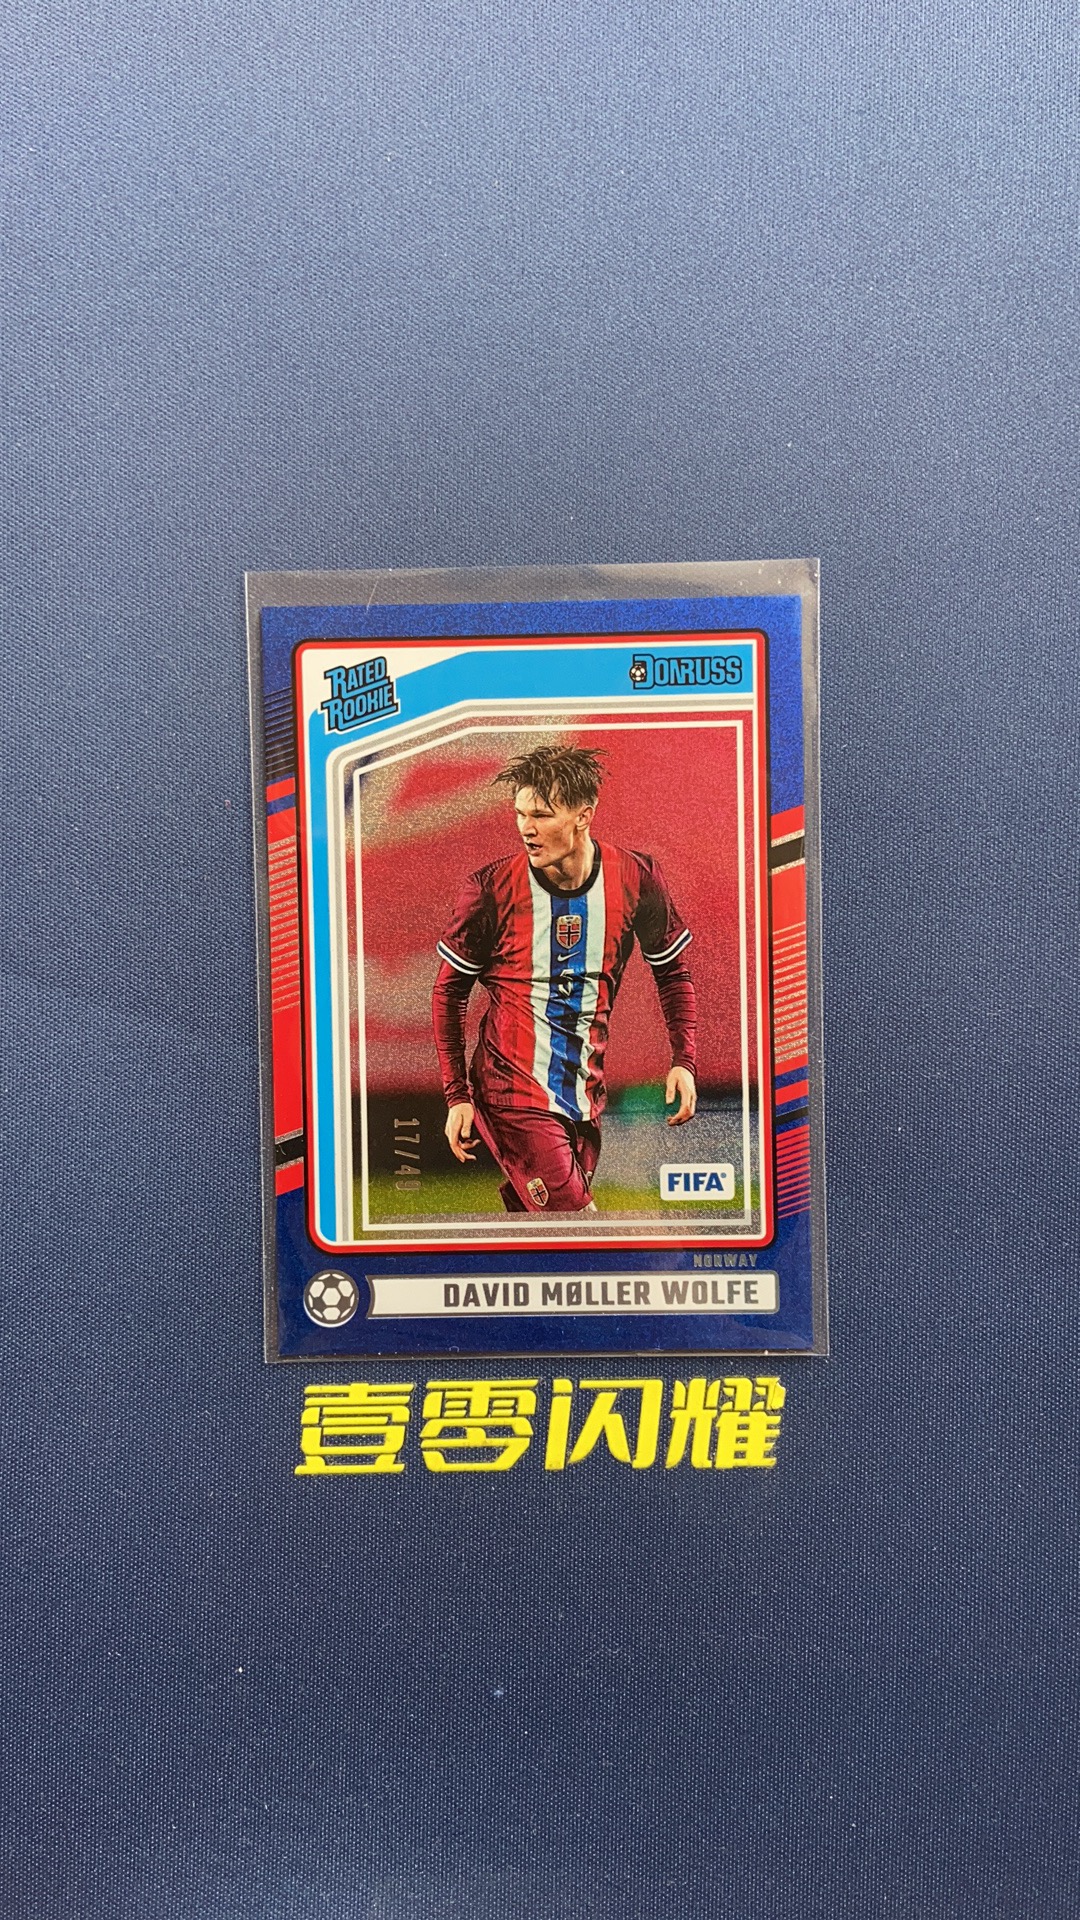 RATED
ROOKIE
DONRUSS
17/49
FIFA
NORWAY
DAVID MØLLER WOLFE
壹零闪耀